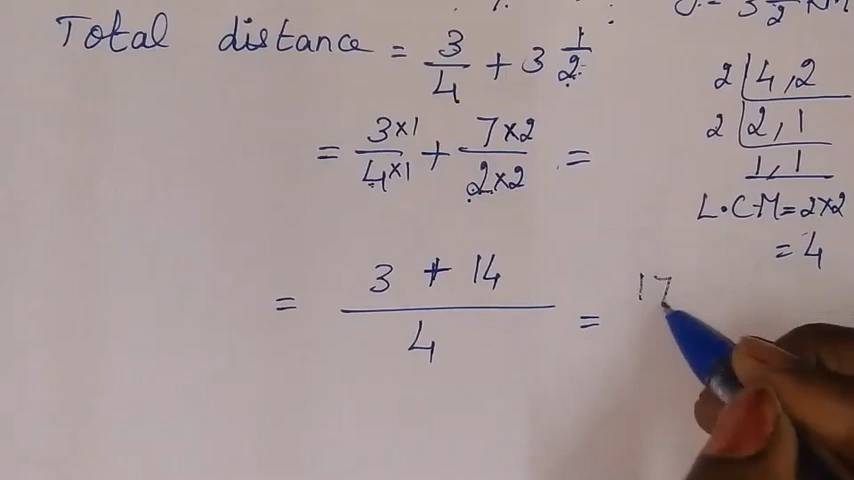 Total distance = 3/4 + 3 1/2
= 3×1/4×1 + 7×2/2×2 =
= 3 + 14/4 = 17
2 | 4, 2
2 | 2, 1
1, 1
L.C.M = 2×2
= 4